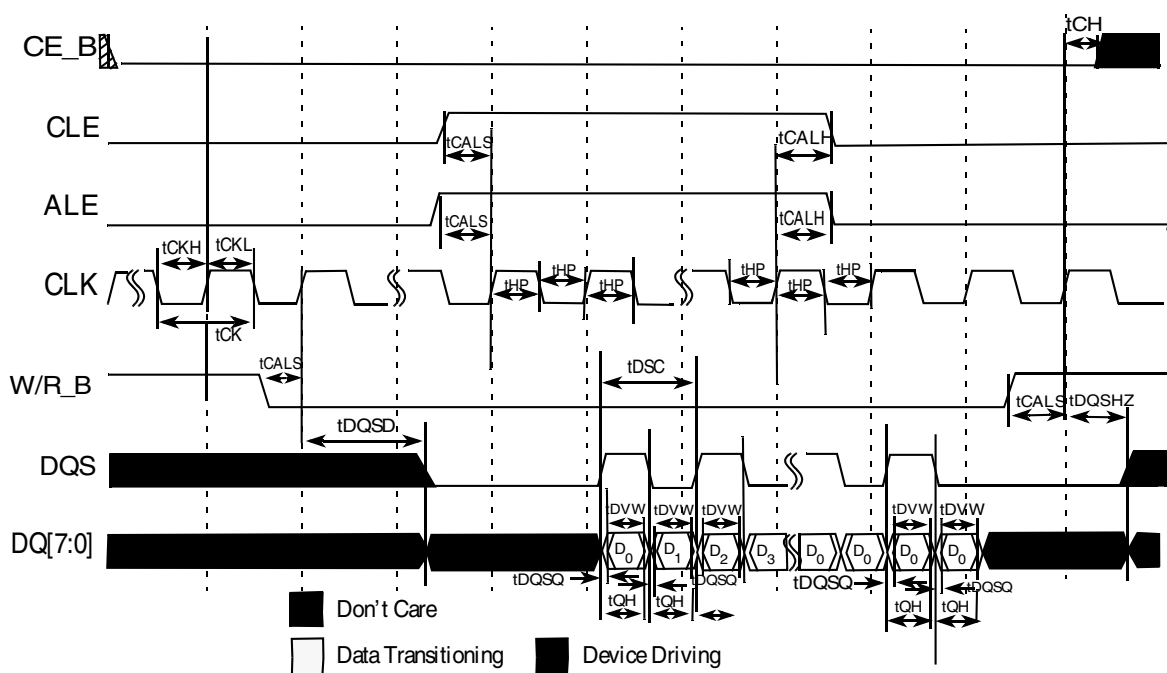 tCH
CE_B
CLE
tCALS
tCALH
ALE
tCALS
tCALH
tCKH tCKL
CLK
tHP tHP tHP tHP tHP tHP
tCK
tCALS
W/R_B
tDSC
tCALS tDQSHZ
tDQSD
DQS
tDVW tDVW tDVW tDVW tDVW
DQ[7:0]
D0 D1 D2 D3 D0 D0 D0 D0
tDQSQ tDQSQ tDQSQ tDQSQ
tQH tQH tQH tQH
Don't Care
Data Transitioning Device Driving